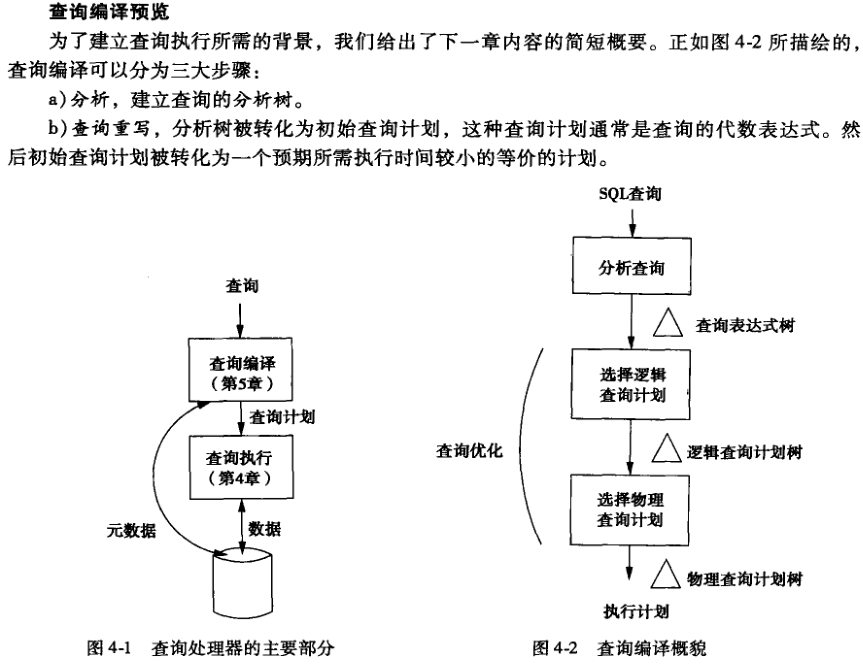 查询编译预览
为了建立查询执行所需的背景，我们给出了下一章内容的简短概要。正如图 4-2 所描绘的，
查询编译可以分为三大步骤：
a)分析，建立查询的分析树。
b)查询重写，分析树被转化为初始查询计划，这种查询计划通常是查询的代数表达式。然
后初始查询计划被转化为一个预期所需执行时间较小的等价的计划。
查询
查询编译
（第5章）
查询计划
查询执行
（第4章）
元数据
数据
图 4-1 查询处理器的主要部分
SQL查询
分析查询
查询表达式树
选择逻辑
查询计划
查询优化
逻辑查询计划树
选择物理
查询计划
物理查询计划树
执行计划
图 4-2 查询编译概貌